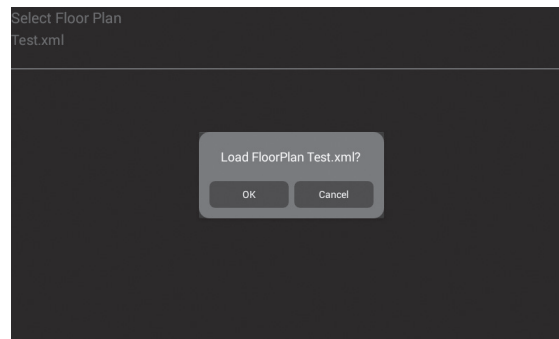 Select Floor Plan
Test.xml
Load FloorPlan Test.xml?
OK
Cancel